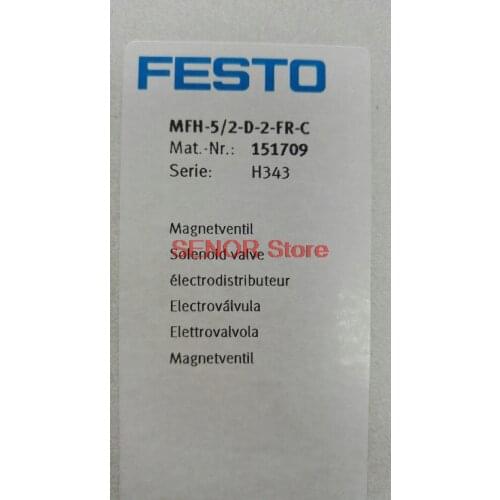 FESTO
MFH-5/2-D-2-FR-C
Mat.-Nr.: 151709
Serie: H343
Magnetventil
SENOR Store
Solenoid valve
électrodistributeur
Electroválvula
Elettrovalvola
Magnetventil